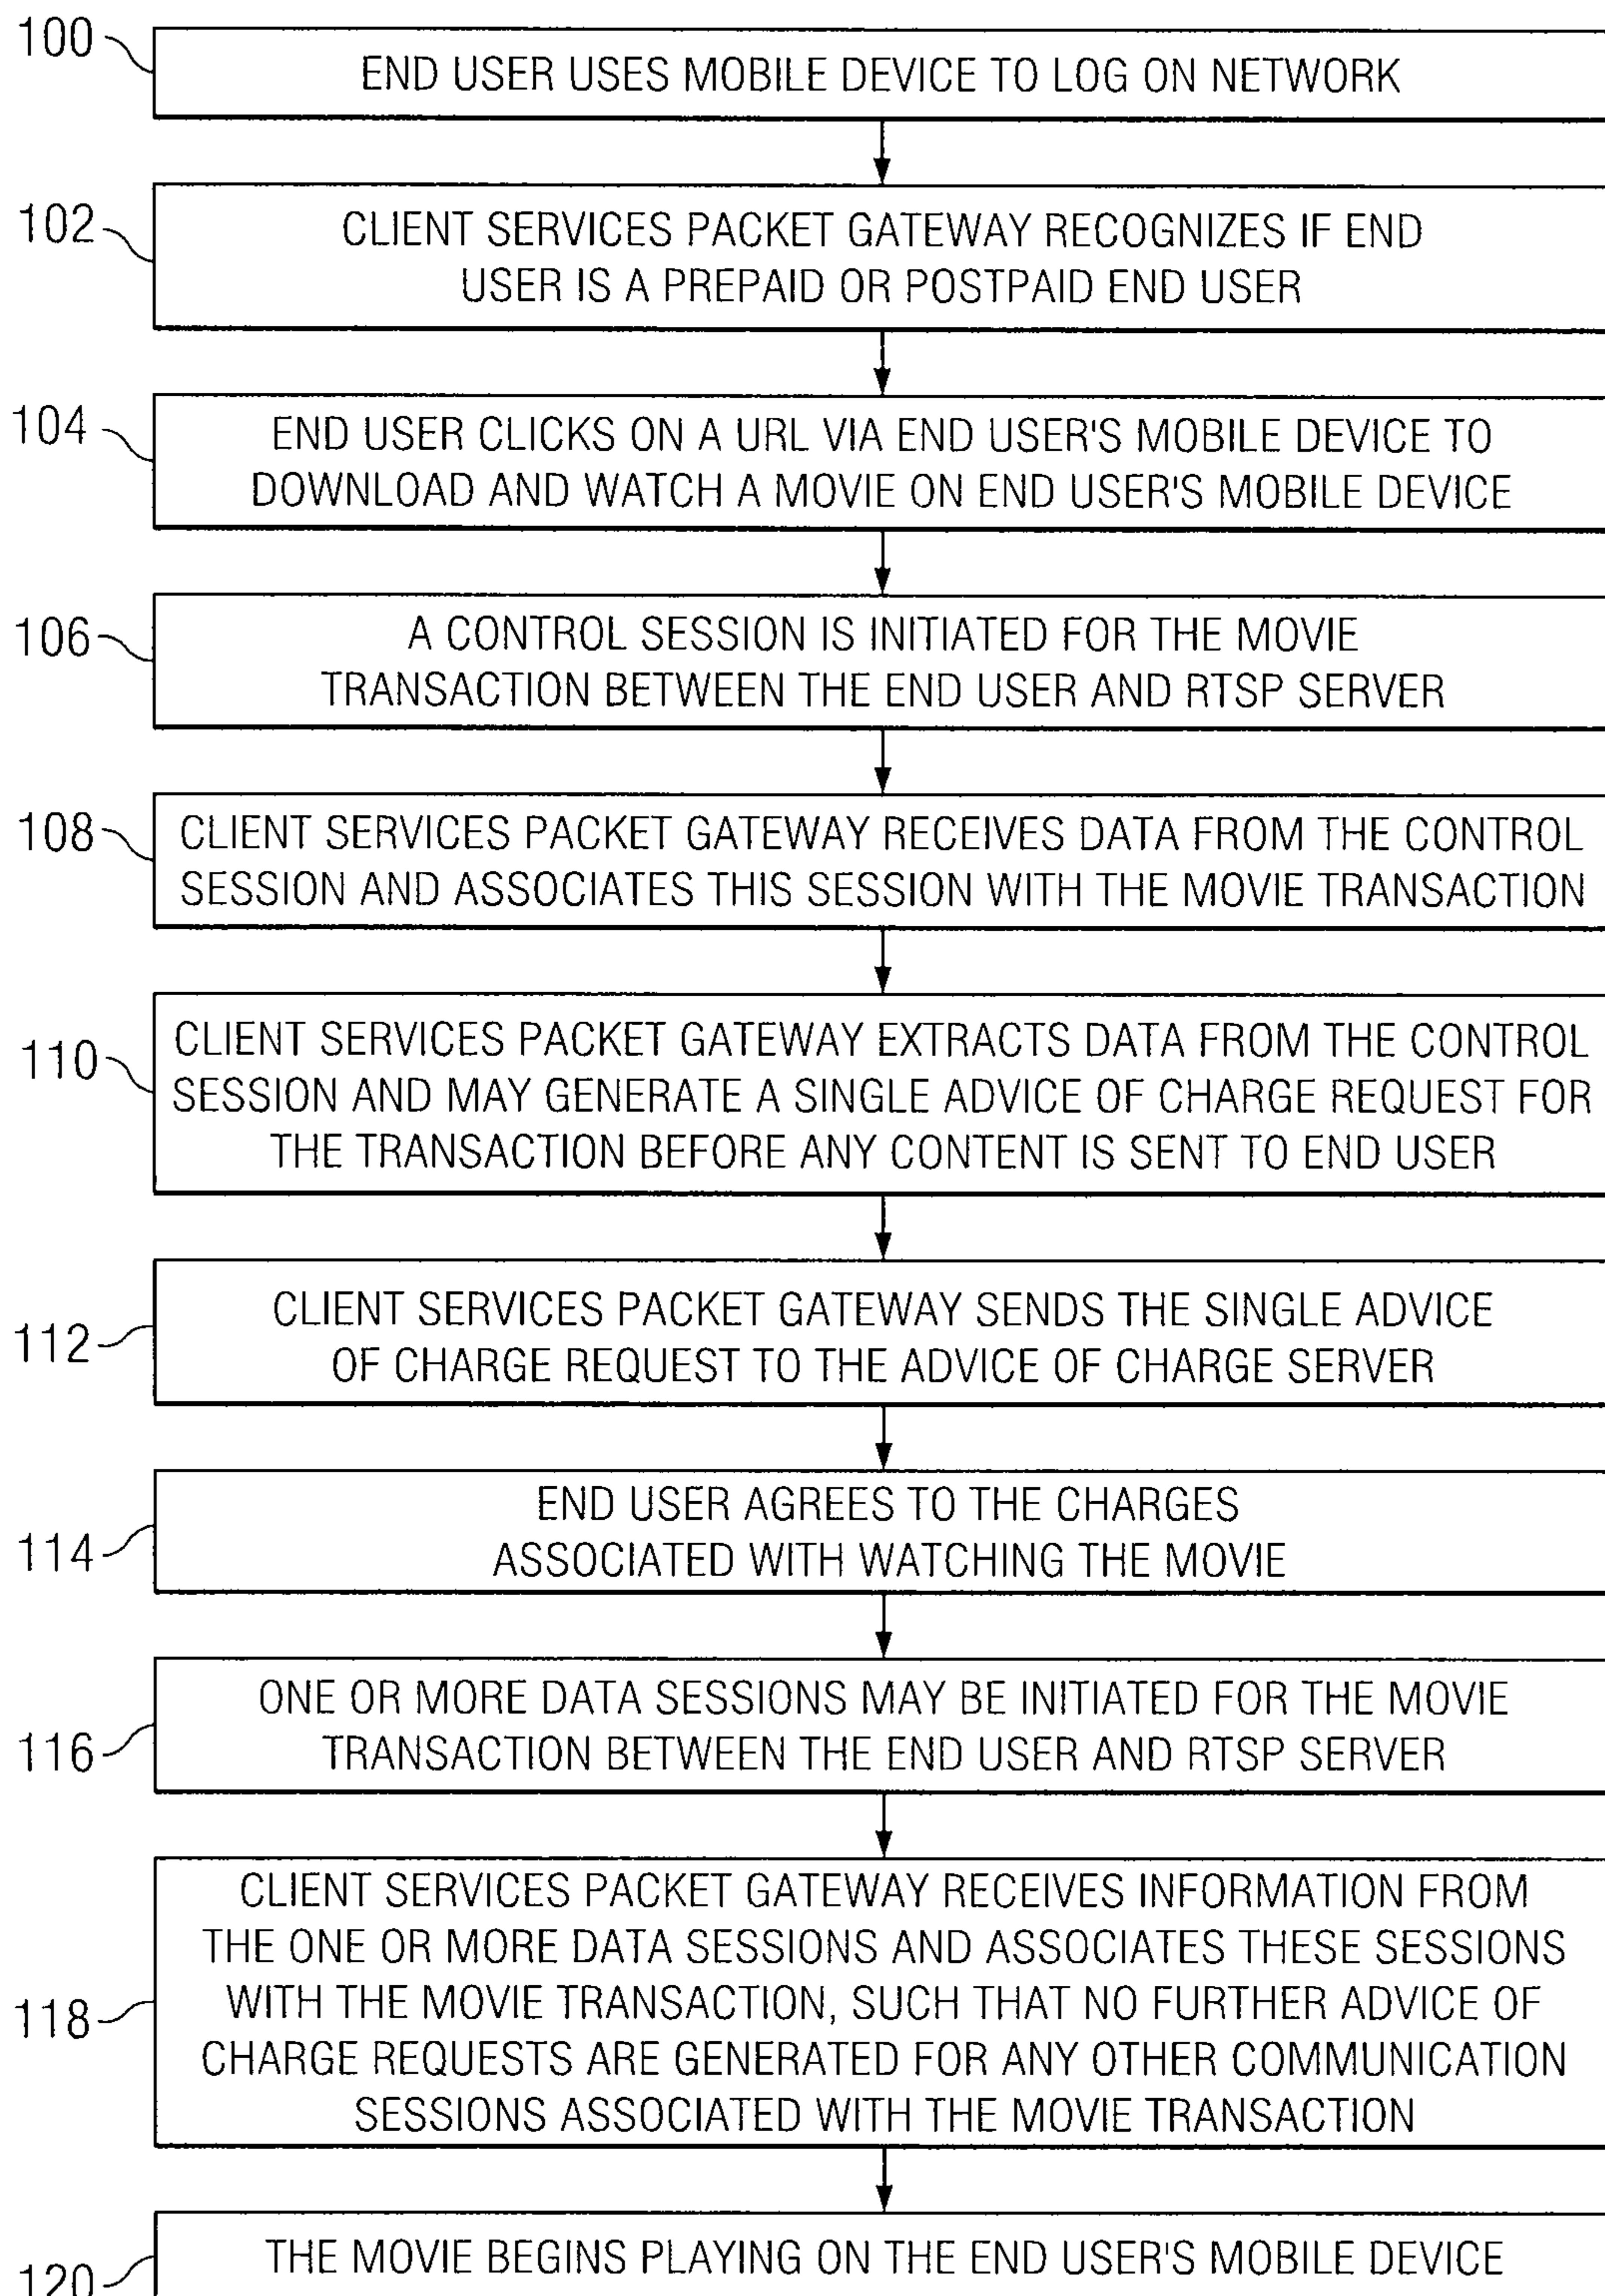 100
END USER USES MOBILE DEVICE TO LOG ON NETWORK
102
CLIENT SERVICES PACKET GATEWAY RECOGNIZES IF END
USER IS A PREPAID OR POSTPAID END USER
104
END USER CLICKS ON A URL VIA END USER'S MOBILE DEVICE TO
DOWNLOAD AND WATCH A MOVIE ON END USER'S MOBILE DEVICE
106
A CONTROL SESSION IS INITIATED FOR THE MOVIE
TRANSACTION BETWEEN THE END USER AND RTSP SERVER
108
CLIENT SERVICES PACKET GATEWAY RECEIVES DATA FROM THE CONTROL
SESSION AND ASSOCIATES THIS SESSION WITH THE MOVIE TRANSACTION
110
CLIENT SERVICES PACKET GATEWAY EXTRACTS DATA FROM THE CONTROL
SESSION AND MAY GENERATE A SINGLE ADVICE OF CHARGE REQUEST FOR
THE TRANSACTION BEFORE ANY CONTENT IS SENT TO END USER
112
CLIENT SERVICES PACKET GATEWAY SENDS THE SINGLE ADVICE
OF CHARGE REQUEST TO THE ADVICE OF CHARGE SERVER
114
END USER AGREES TO THE CHARGES
ASSOCIATED WITH WATCHING THE MOVIE
116
ONE OR MORE DATA SESSIONS MAY BE INITIATED FOR THE MOVIE
TRANSACTION BETWEEN THE END USER AND RTSP SERVER
118
CLIENT SERVICES PACKET GATEWAY RECEIVES INFORMATION FROM
THE ONE OR MORE DATA SESSIONS AND ASSOCIATES THESE SESSIONS
WITH THE MOVIE TRANSACTION, SUCH THAT NO FURTHER ADVICE OF
CHARGE REQUESTS ARE GENERATED FOR ANY OTHER COMMUNICATION
SESSIONS ASSOCIATED WITH THE MOVIE TRANSACTION
120
THE MOVIE BEGINS PLAYING ON THE END USER'S MOBILE DEVICE